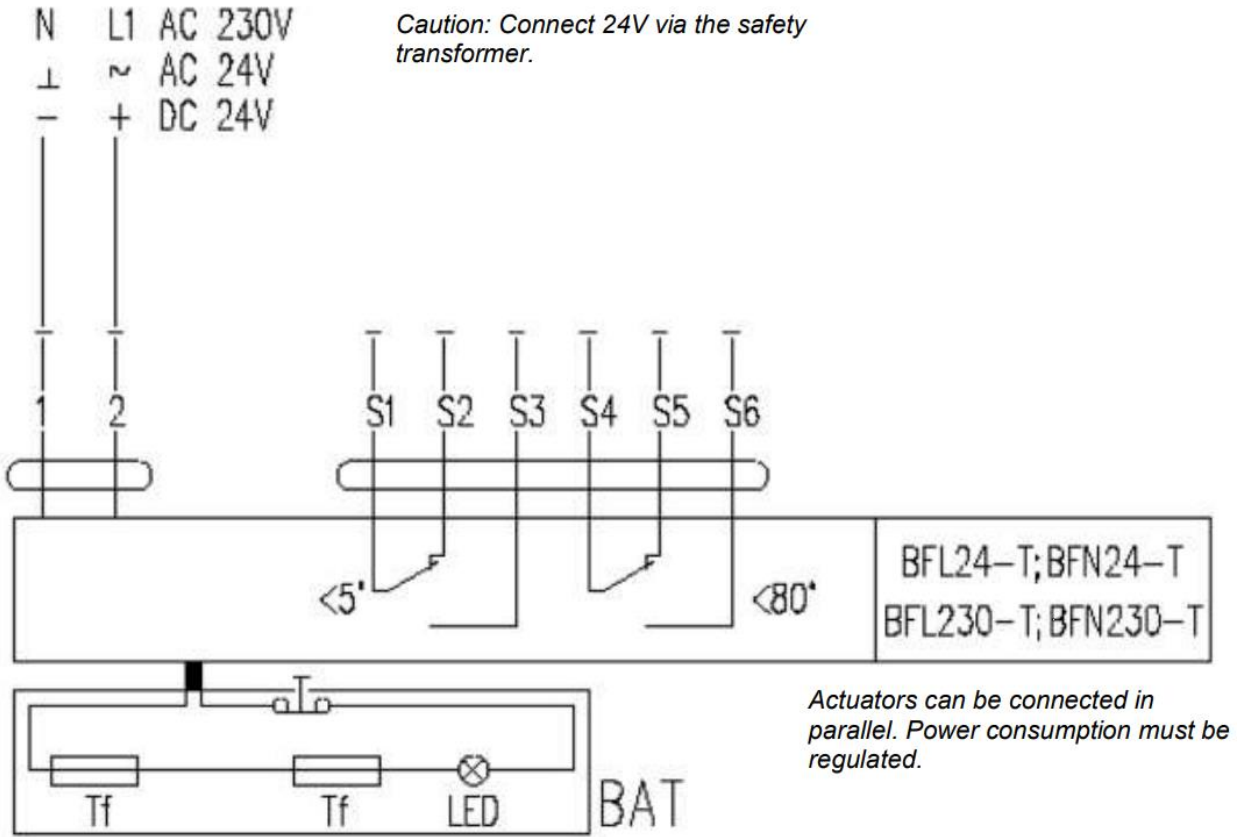 N L1 AC 230V
⊥ ~ AC 24V
– + DC 24V
Caution: Connect 24V via the safety
transformer.
1 2 S1 S2 S3 S4 S5 S6
<5° <80°
BFL24–T; BFN24–T
BFL230–T; BFN230–T
T
Tf Tf LED BAT
Actuators can be connected in
parallel. Power consumption must be
regulated.